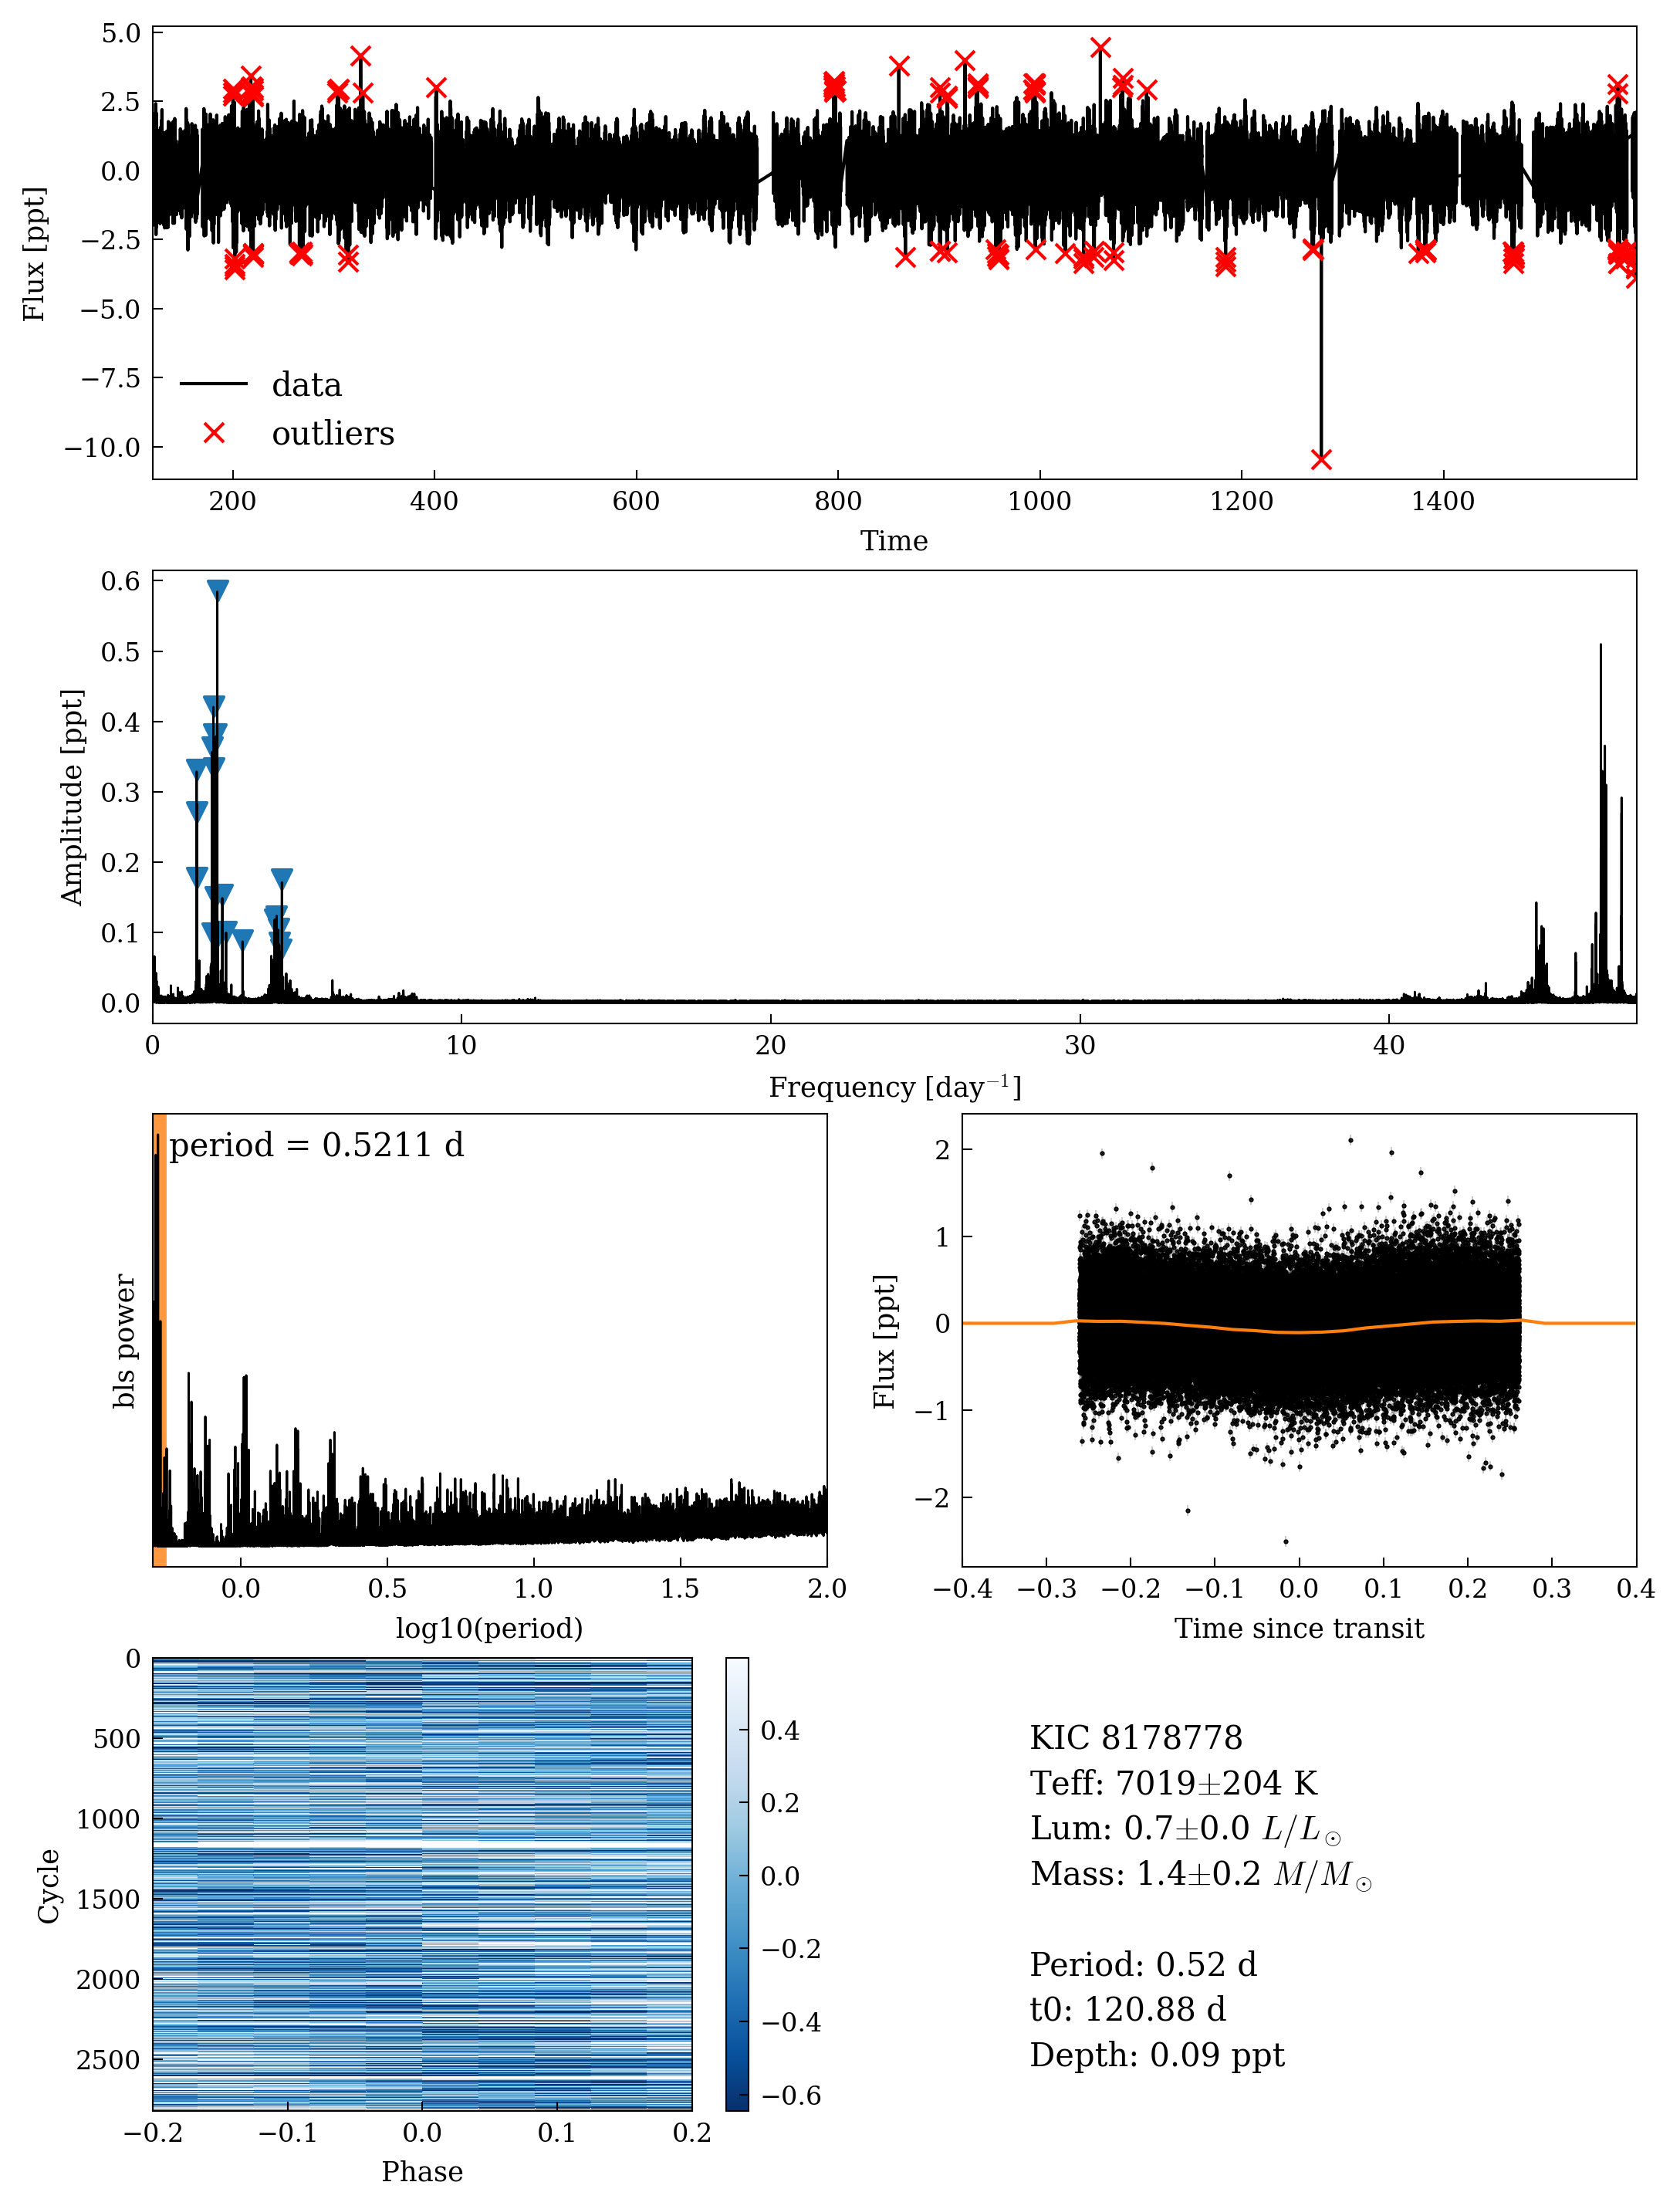 5.0
2.5
0.0
−2.5
−5.0
−7.5
−10.0
Flux [ppt]
data
outliers
200 400 600 800 1000 1200 1400
Time
0.6
0.5
0.4
0.3
0.2
0.1
0.0
Amplitude [ppt]
0 10 20 30 40
Frequency [day⁻¹]
period = 0.5211 d
bls power
0.0 0.5 1.0 1.5 2.0
log10(period)
2
1
0
−1
−2
Flux [ppt]
−0.4 −0.3 −0.2 −0.1 0.0 0.1 0.2 0.3 0.4
Time since transit
0
500
1000
1500
2000
2500
Cycle
−0.2 −0.1 0.0 0.1 0.2
Phase
0.4
0.2
0.0
−0.2
−0.4
−0.6
KIC 8178778
Teff: 7019±204 K
Lum: 0.7±0.0 L/L⊙
Mass: 1.4±0.2 M/M⊙
Period: 0.52 d
t0: 120.88 d
Depth: 0.09 ppt